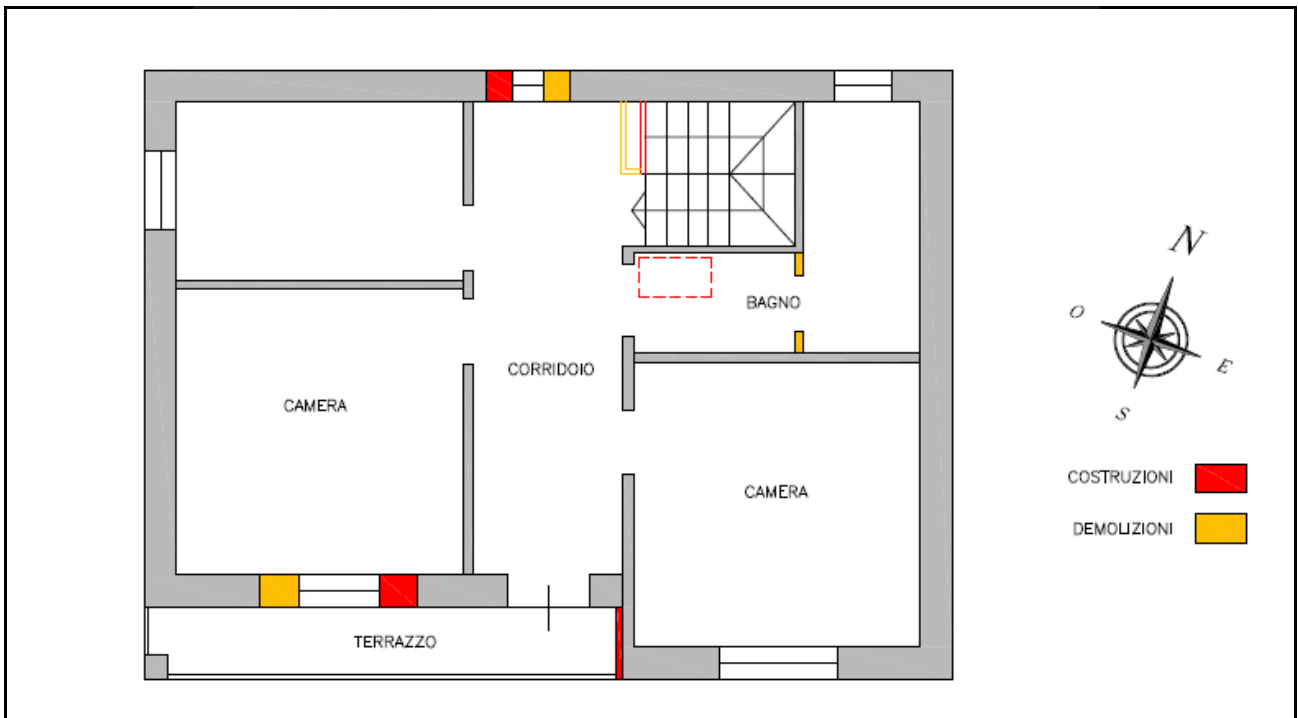 N
O
E
S
BAGNO
CORRIDOIO
CAMERA
CAMERA
TERRAZZO
COSTRUZIONI
DEMOLIZIONI